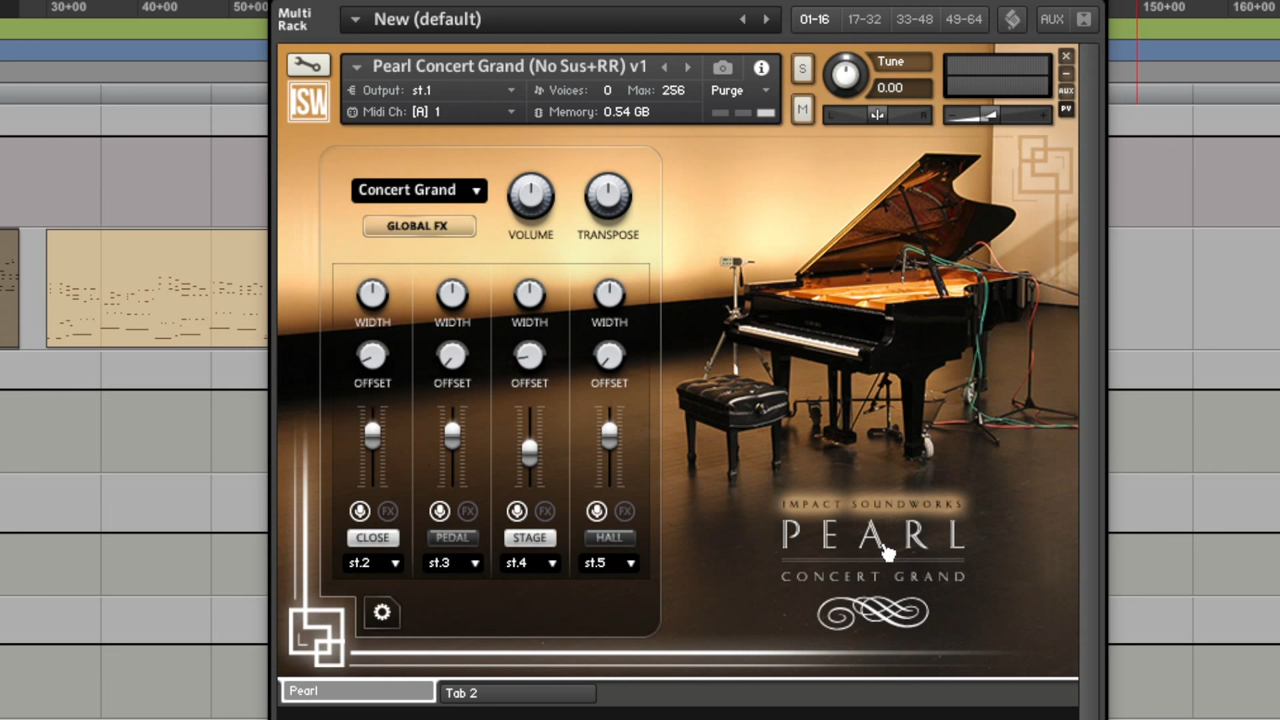 30+00 40+00 50+00 150+00 160+00
Multi Rack
New (default)
01-16 17-32 33-48 49-64 AUX
Pearl Concert Grand (No Sus+RR) v1
Output: st.1 Voices: 0 Max: 256 Purge
Midi Ch: [A] 1 Memory: 0.54 GB
ISW
S
M
Tune
0.00
L R
AUX
PV
Concert Grand
GLOBAL FX
VOLUME TRANSPOSE
WIDTH WIDTH WIDTH WIDTH
OFFSET OFFSET OFFSET OFFSET
FX FX FX FX
CLOSE PEDAL STAGE HALL
st.2 st.3 st.4 st.5
IMPACT SOUNDWORKS
PEARL
CONCERT GRAND
Pearl Tab 2